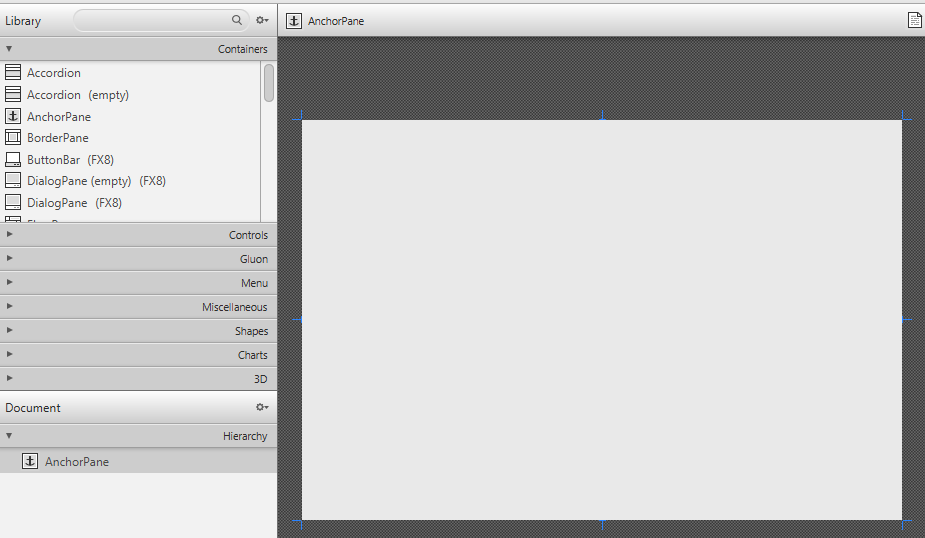 Library
AnchorPane
Containers
Accordion
Accordion (empty)
AnchorPane
BorderPane
ButtonBar (FX8)
DialogPane (empty) (FX8)
DialogPane (FX8)
Controls
Gluon
Menu
Miscellaneous
Shapes
Charts
3D
Document
Hierarchy
AnchorPane